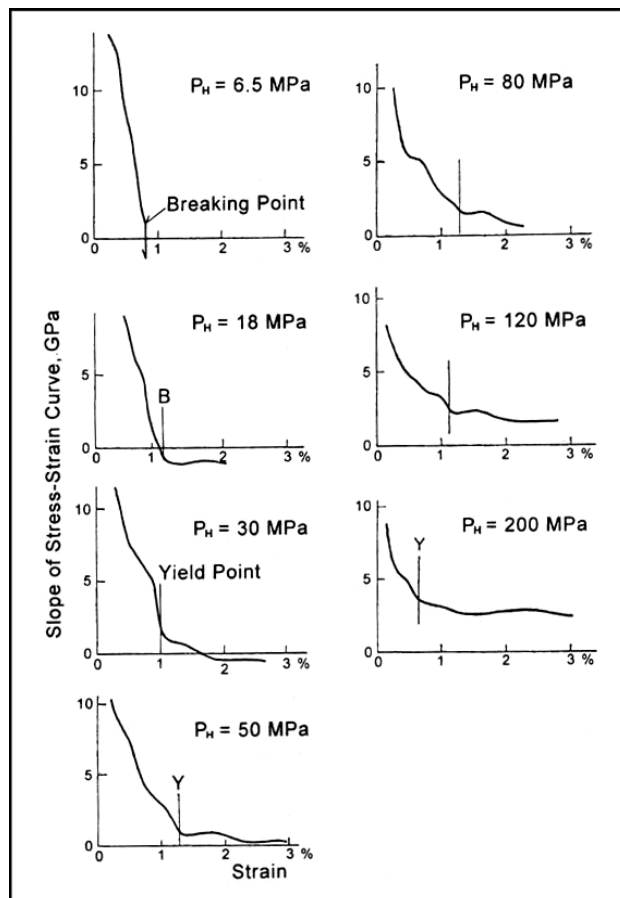 Slope of Stress-Strain Curve, GPa
10
5
0
P_H = 6.5 MPa
Breaking Point
0 1 2 3 %
5
0
P_H = 18 MPa
B
0 1 2 3 %
10
5
0
P_H = 30 MPa
Yield Point
0 1 2 3 %
10
5
0
P_H = 50 MPa
Y
0 1 2 3 %
Strain
10
5
0
P_H = 80 MPa
0 1 2 3 %
10
5
0
P_H = 120 MPa
0 1 2 3 %
10
5
0
P_H = 200 MPa
Y
0 1 2 3 %